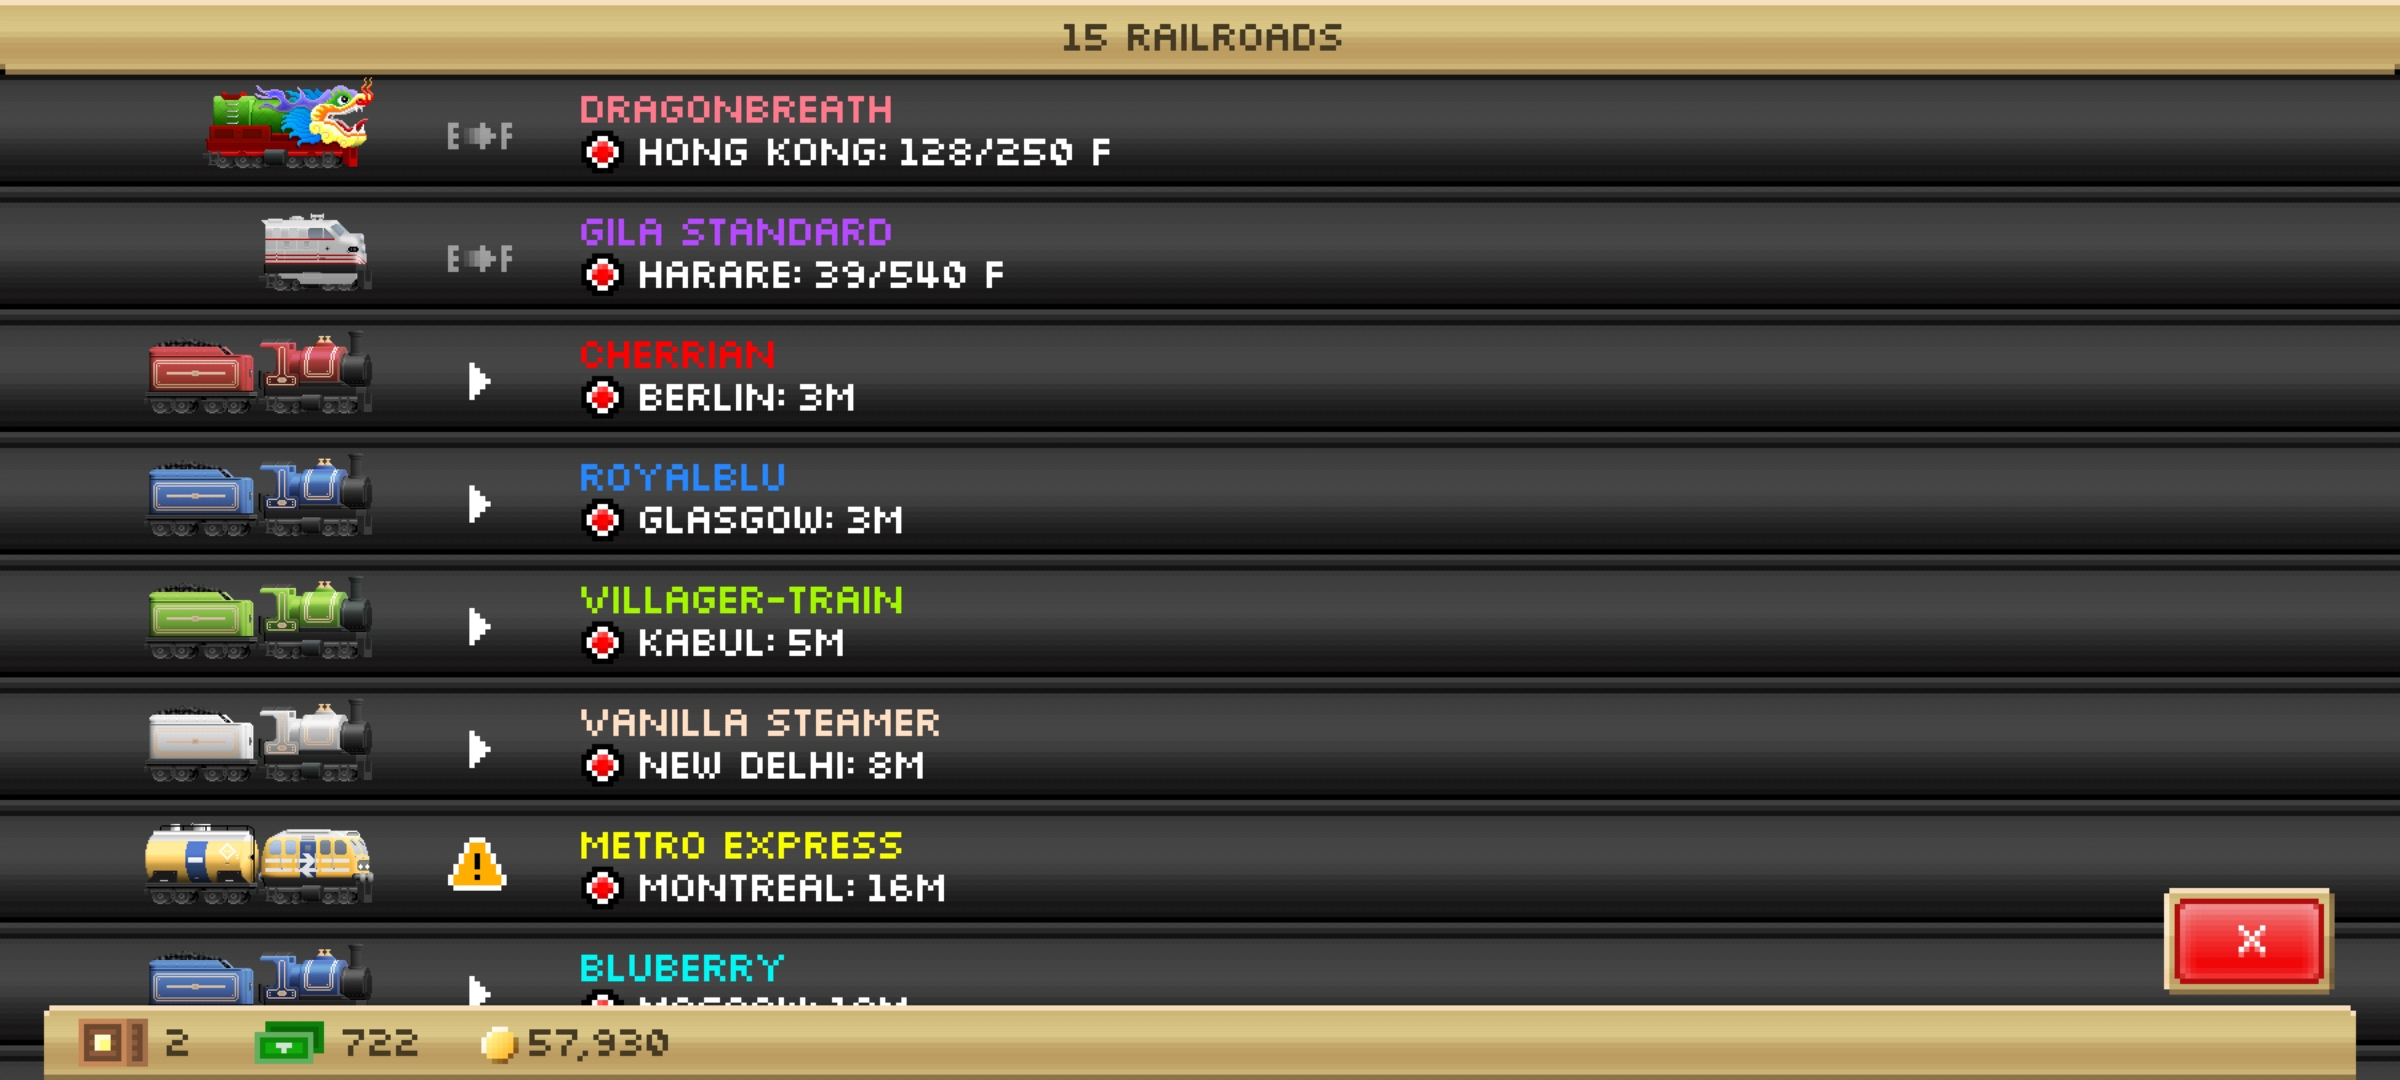 15 RAILROADS
DRAGONBREATH
E F
HONG KONG: 128/250 F
GILA STANDARD
E F
HARARE: 39/540 F
CHERRIAN
BERLIN: 3M
ROYALBLU
GLASGOW: 3M
VILLAGER-TRAIN
KABUL: 5M
VANILLA STEAMER
NEW DELHI: 8M
METRO EXPRESS
MONTREAL: 16M
X
BLUBERRY
2 722 57,930